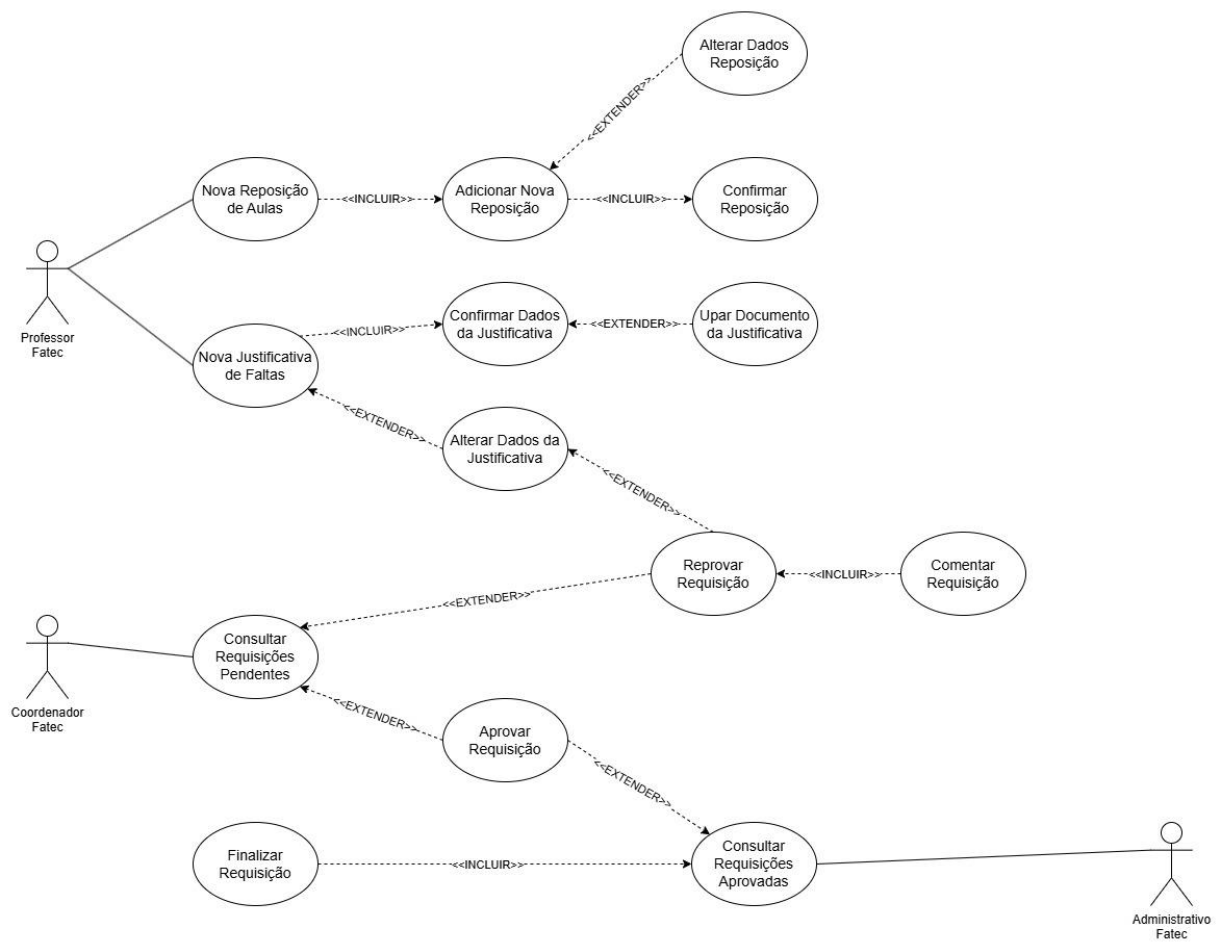 Alterar Dados
Reposição
<<EXTENDER>>
Nova Reposição
de Aulas
<<INCLUIR>>
Adicionar Nova
Reposição
<<INCLUIR>>
Confirmar
Reposição
Professor
Fatec
Nova Justificativa
de Faltas
<<INCLUIR>>
Confirmar Dados
da Justificativa
<<EXTENDER>>
Upar Documento
da Justificativa
<<EXTENDER>>
Alterar Dados da
Justificativa
<<EXTENDER>>
Reprovar
Requisição
<<INCLUIR>>
Comentar
Requisição
<<EXTENDER>>
Coordenador
Fatec
Consultar
Requisições
Pendentes
<<EXTENDER>>
Aprovar
Requisição
<<EXTENDER>>
Finalizar
Requisição
<<INCLUIR>>
Consultar
Requisições
Aprovadas
Administrativo
Fatec